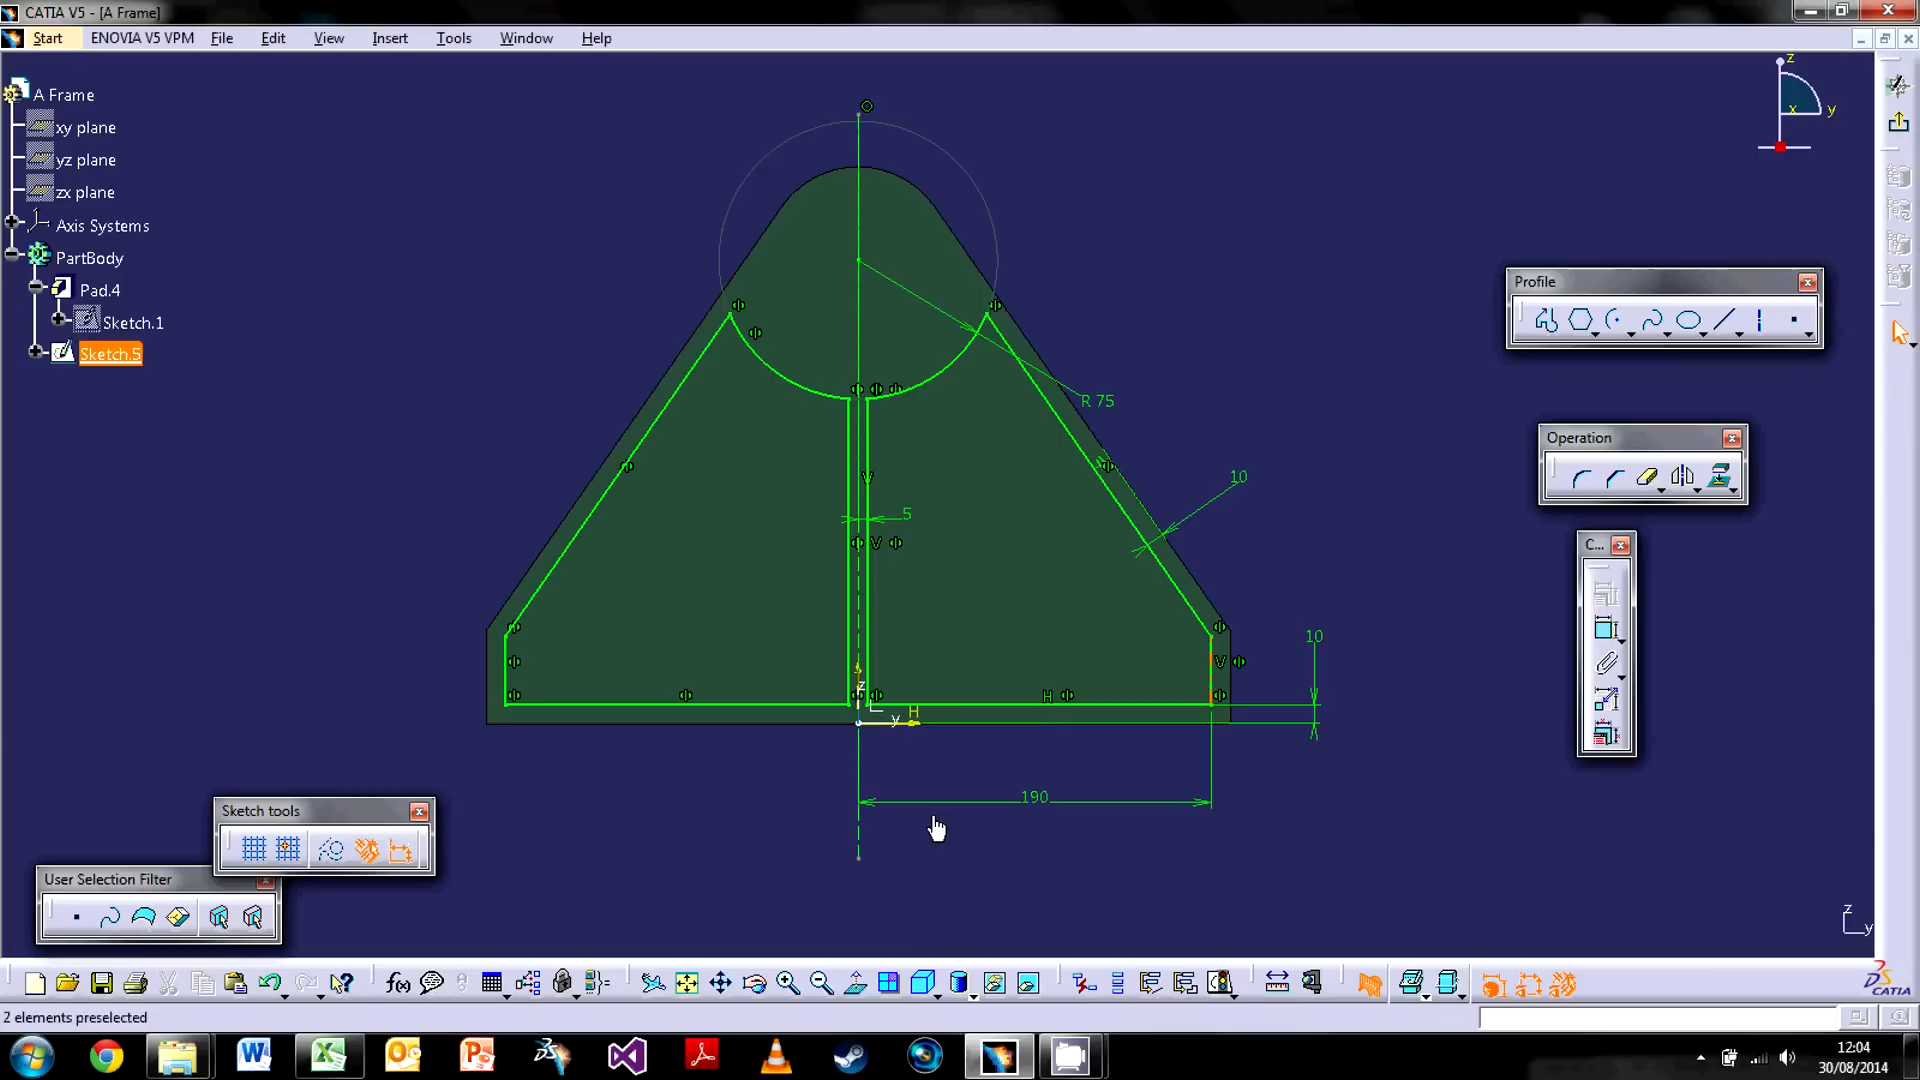 CATIA V5 - [A Frame]
Start ENOVIA V5 VPM File Edit View Insert Tools Window Help
A Frame
xy plane
yz plane
zx plane
Axis Systems
PartBody
Pad.4
Sketch.1
Sketch.5
z
x
y
Profile
R 75
Operation
10
V
5
V
C...
10
V
H
z
H
y
190
Sketch tools
User Selection Filter
z
y
f(x)
CATIA
2 elements preselected
12:04
30/08/2014